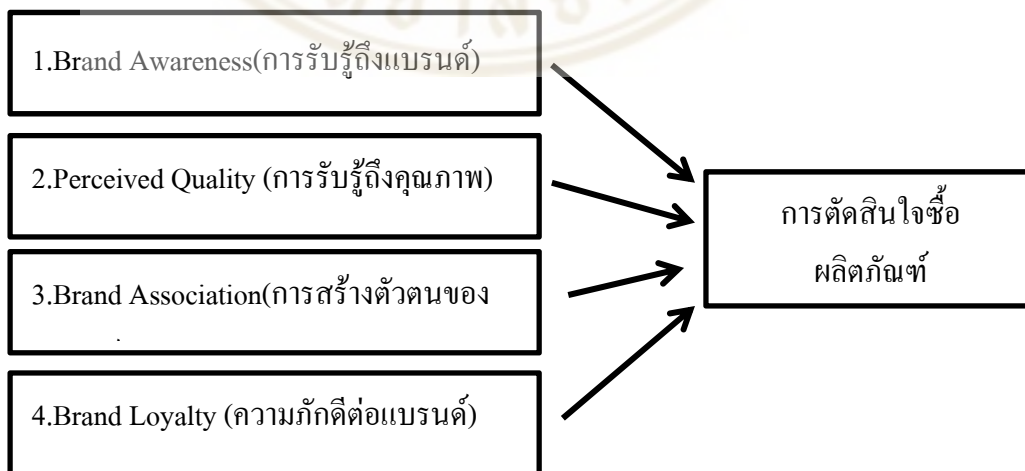 1.Brand Awareness(การรับรู้ถึงแบรนด์)
2.Perceived Quality (การรับรู้ถึงคุณภาพ)
การตัดสินใจซื้อ
ผลิตภัณฑ์
3.Brand Association(การสร้างตัวตนของ
4.Brand Loyalty (ความภักดีต่อแบรนด์)